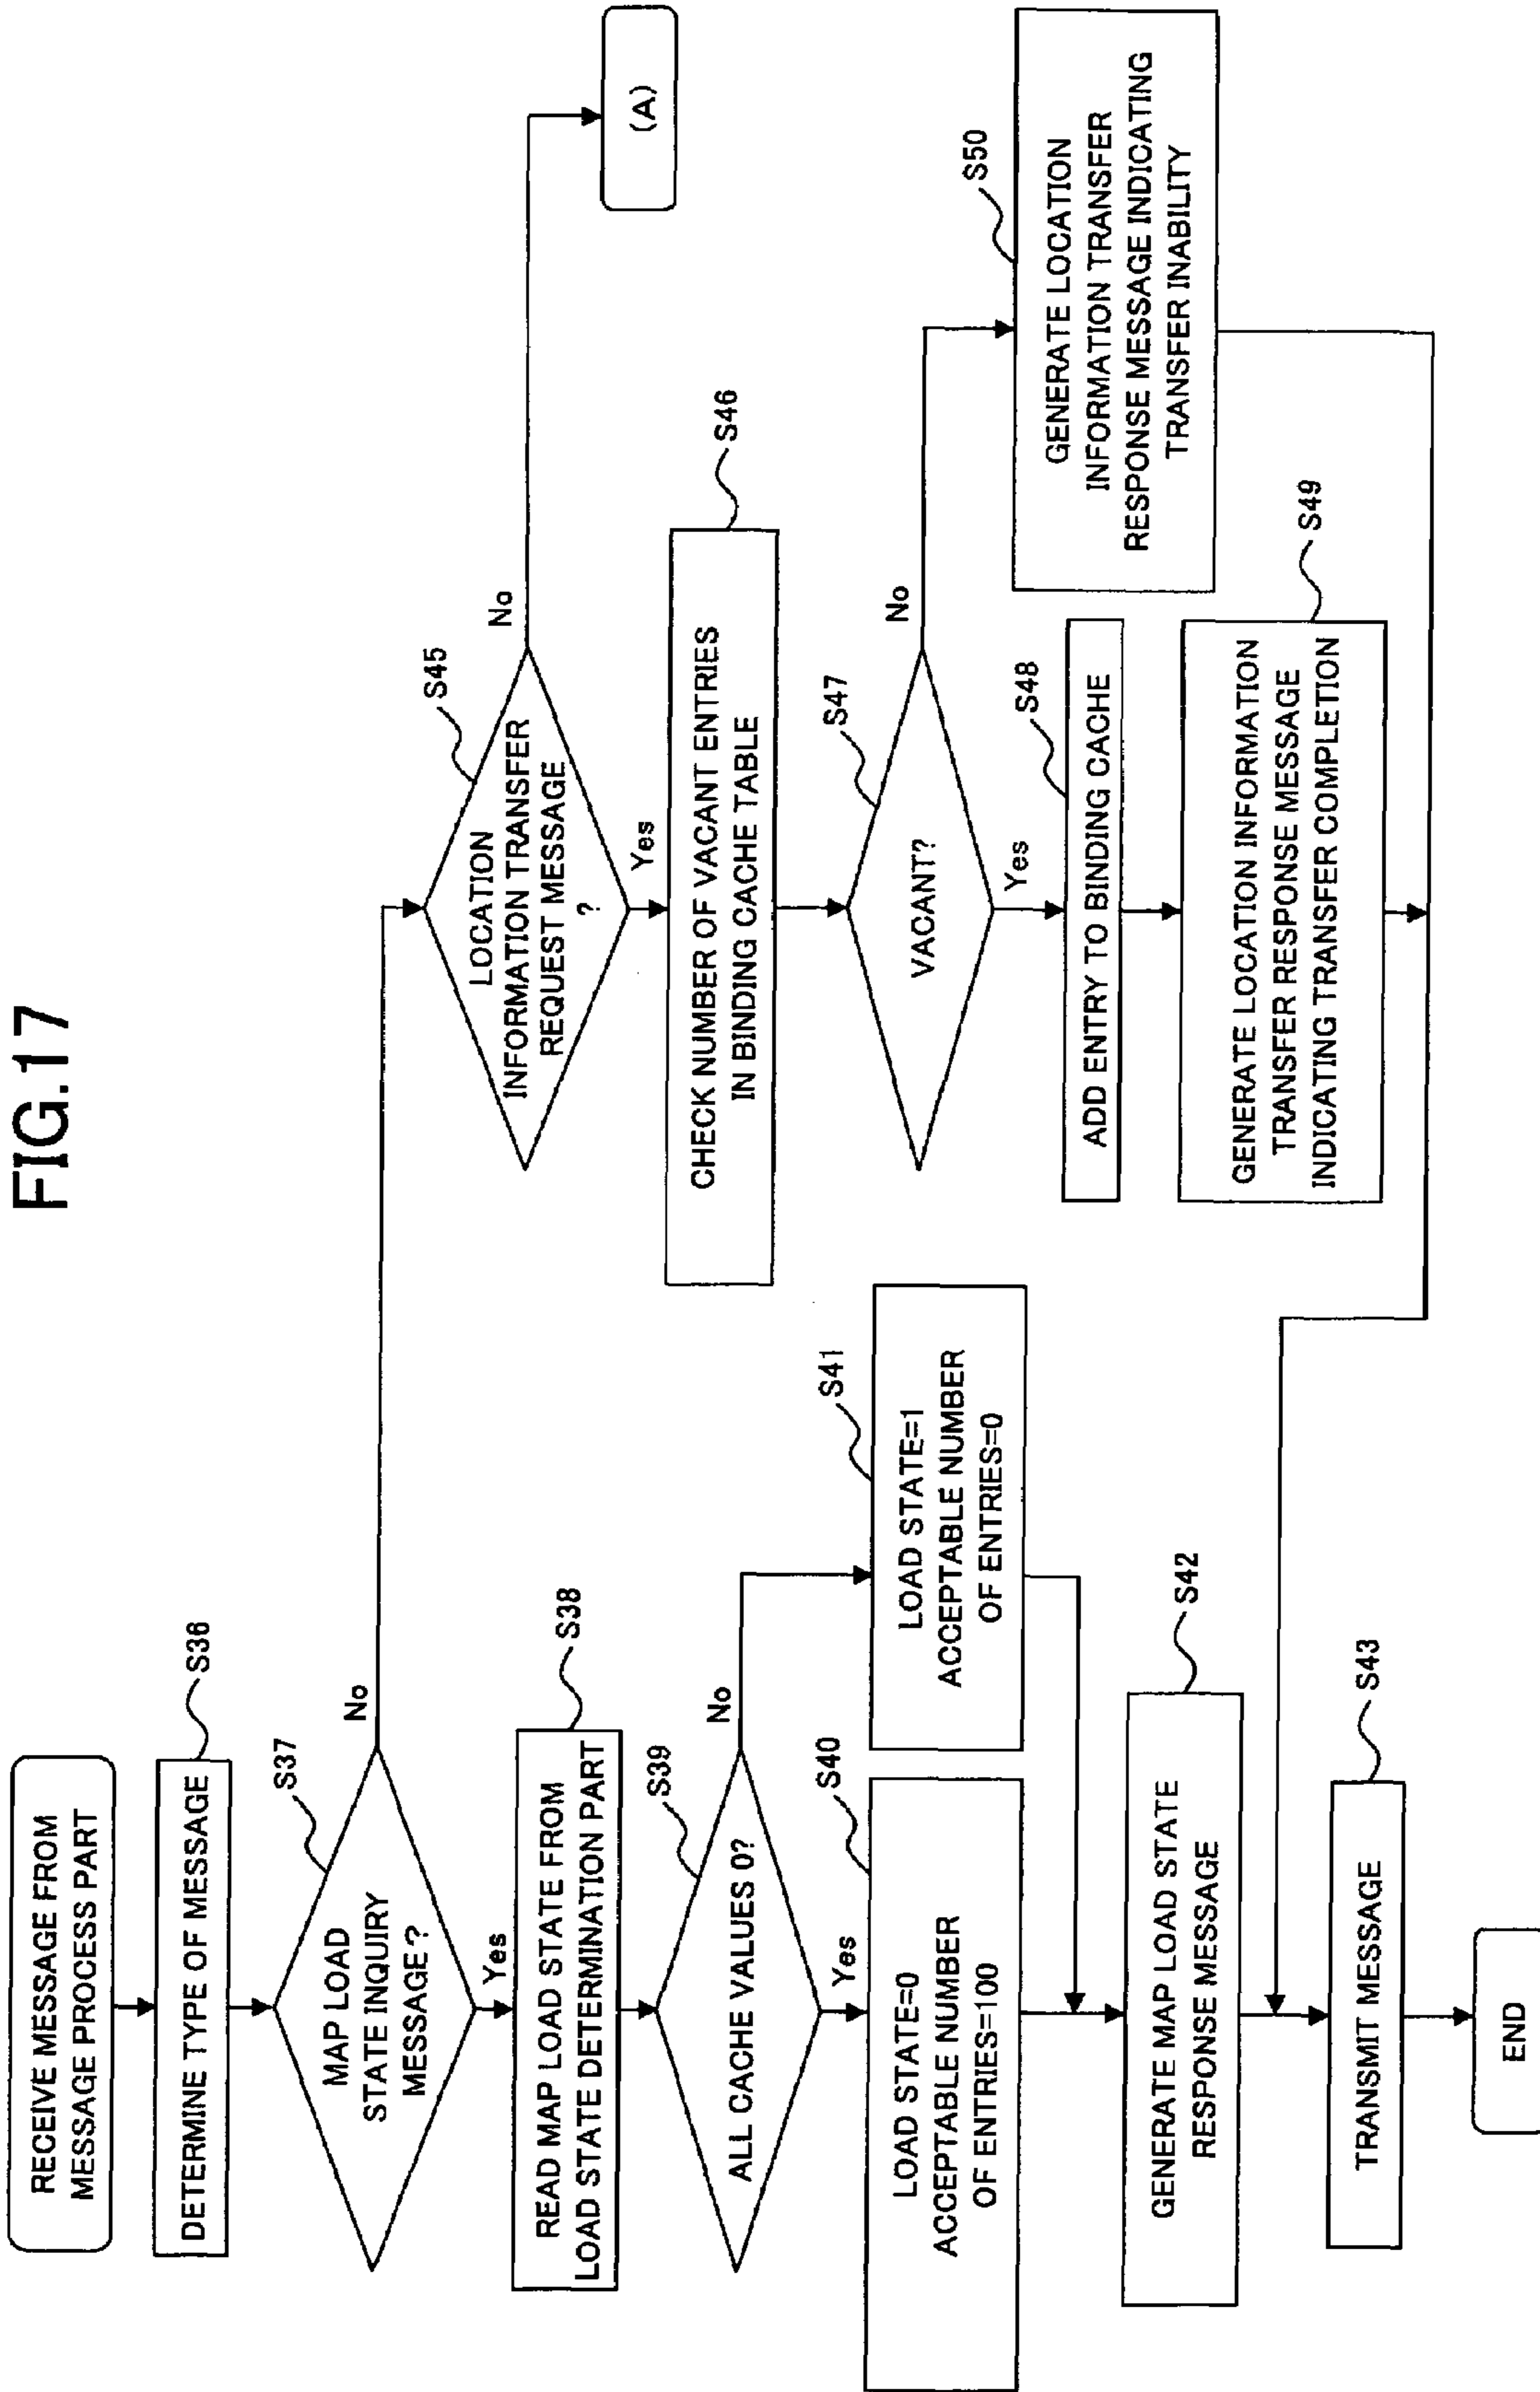 FIG.17
RECEIVE MESSAGE FROM
MESSAGE PROCESS PART
DETERMINE TYPE OF MESSAGE
S36
MAP LOAD
STATE INQUIRY
MESSAGE?
S37
No
Yes
READ MAP LOAD STATE FROM
LOAD STATE DETERMINATION PART
S38
ALL CACHE VALUES 0?
S39
No
Yes
LOAD STATE=0
ACCEPTABLE NUMBER
OF ENTRIES=100
S40
LOAD STATE=1
ACCEPTABLE NUMBER
OF ENTRIES=0
S41
GENERATE MAP LOAD STATE
RESPONSE MESSAGE
S42
TRANSMIT MESSAGE
S43
END
LOCATION
INFORMATION TRANSFER
REQUEST MESSAGE
?
S45
No
Yes
(A)
CHECK NUMBER OF VACANT ENTRIES
IN BINDING CACHE TABLE
S46
VACANT?
S47
No
Yes
ADD ENTRY TO BINDING CACHE
S48
GENERATE LOCATION INFORMATION
TRANSFER RESPONSE MESSAGE
INDICATING TRANSFER COMPLETION
S49
GENERATE LOCATION
INFORMATION TRANSFER
RESPONSE MESSAGE INDICATING
TRANSFER INABILITY
S50